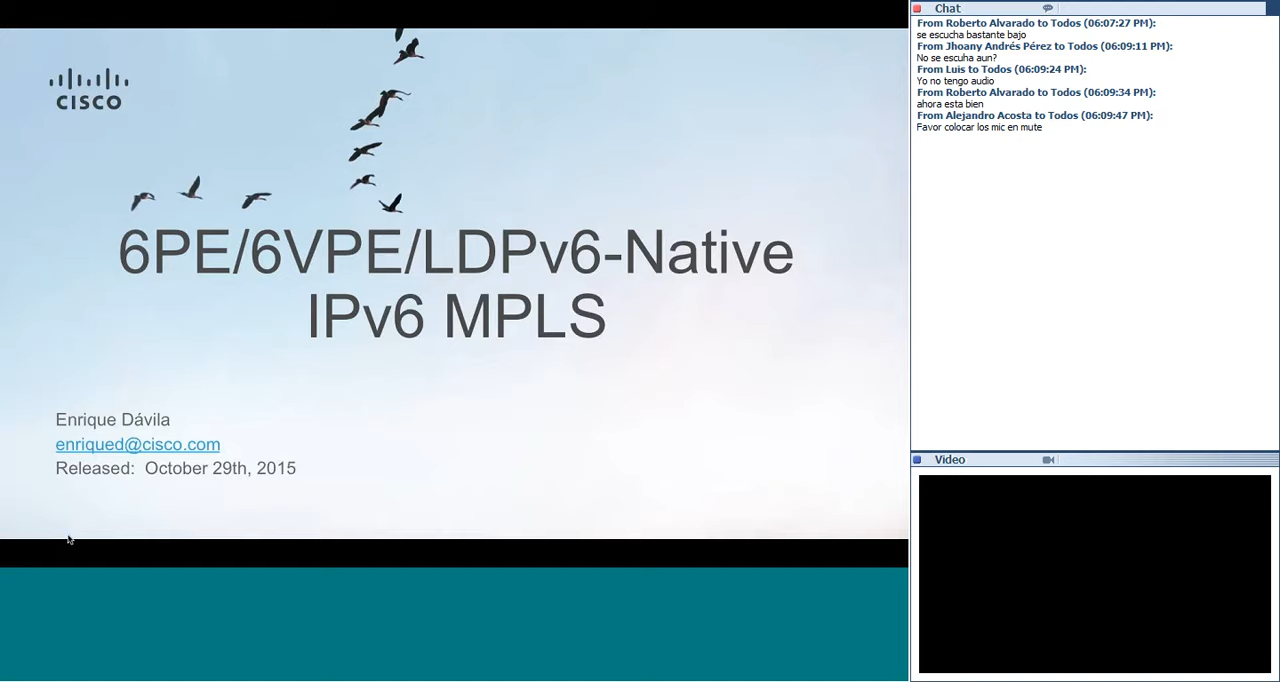 CISCO
6PE/6VPE/LDPv6-Native
IPv6 MPLS
Enrique Dávila
enriqued@cisco.com
Released: October 29th, 2015
Chat
From Roberto Alvarado to Todos (06:07:27 PM):
se escucha bastante bajo
From Jhoany Andrés Pérez to Todos (06:09:11 PM):
No se escuha aun?
From Luis to Todos (06:09:24 PM):
Yo no tengo audio
From Roberto Alvarado to Todos (06:09:34 PM):
ahora esta bien
From Alejandro Acosta to Todos (06:09:47 PM):
Favor colocar los mic en mute
Video